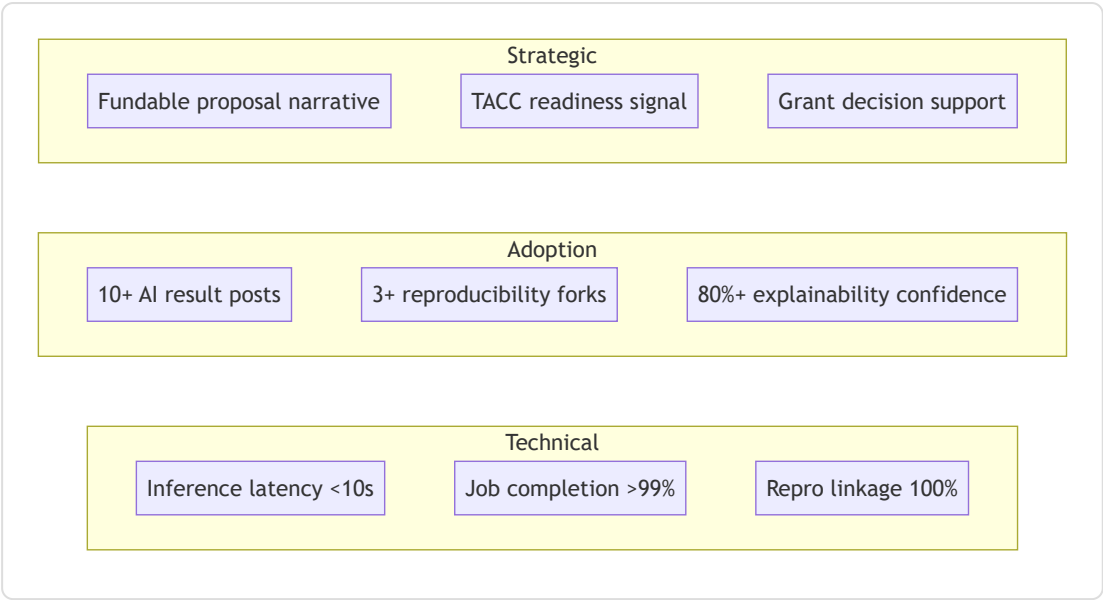 Strategic
Fundable proposal narrative
TACC readiness signal
Grant decision support
Adoption
10+ AI result posts
3+ reproducibility forks
80%+ explainability confidence
Technical
Inference latency <10s
Job completion >99%
Repro linkage 100%